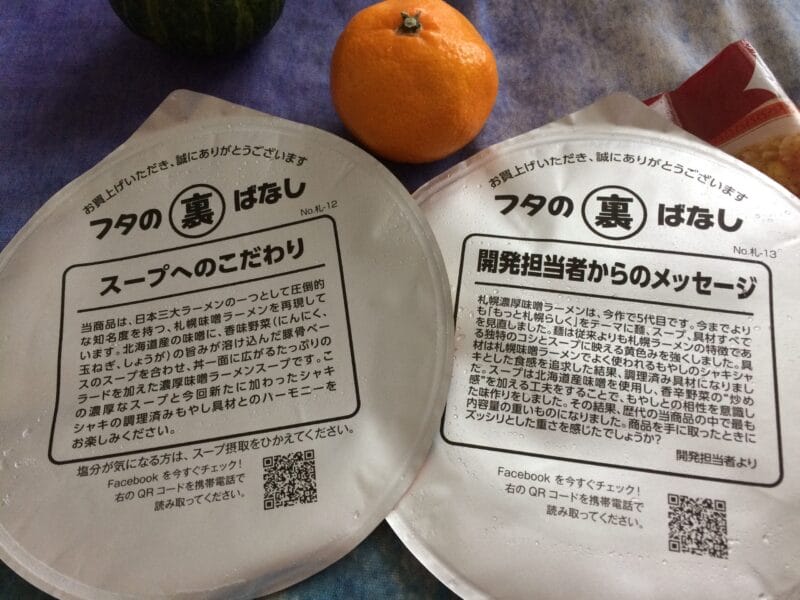 お買上げいただき、誠にありがとうございます
フタの裏ばなし
No.札-12
スープへのこだわり
当商品は、日本三大ラーメンの一つとして圧倒的
な知名度を持つ、札幌味噌ラーメンを再現して
います。北海道産の味噌に、香味野菜(にんにく、
玉ねぎ、しょうが)の旨みが溶け込んだ豚骨ベー
スのスープを合わせ、丼一面に広がるたっぷりの
ラードを加えた濃厚味噌ラーメンスープです。こ
の濃厚なスープと今回新たに加わったシャキ
シャキの調理済みもやし具材とのハーモニーを
お楽しみください。
塩分が気になる方は、スープ摂取をひかえてください。
Facebook を今すぐチェック!
右の QR コードを携帯電話で
読み取ってください。
お買上げいただき、誠にありがとうございます
フタの裏ばなし
No.札-13
開発担当者からのメッセージ
札幌濃厚味噌ラーメンは、今作で5代目です。今までより
も「もっと札幌らしく」をテーマに麺、スープ、具材すべて
を見直しました。麺は従来よりも札幌ラーメンの特徴であ
る独特のコシとスープに映える黄色みを強くしました。具
材は札幌味噌ラーメンでよく使われるもやしのシャキシャ
キとした食感を追求した結果、調理済み具材になりまし
た。スープは北海道産味噌を使用し、香辛野菜の“炒め
感”を加える工夫をすることで、もやしとの相性を意識し
た味作りをしました。その結果、歴代の当商品の中で最も
内容量の重いものになりました。商品を手に取ったときに
ズッシリとした重さを感じたでしょうか?
開発担当者より
Facebook を今すぐチェック!
右の QR コードを携帯電話で
読み取ってください。